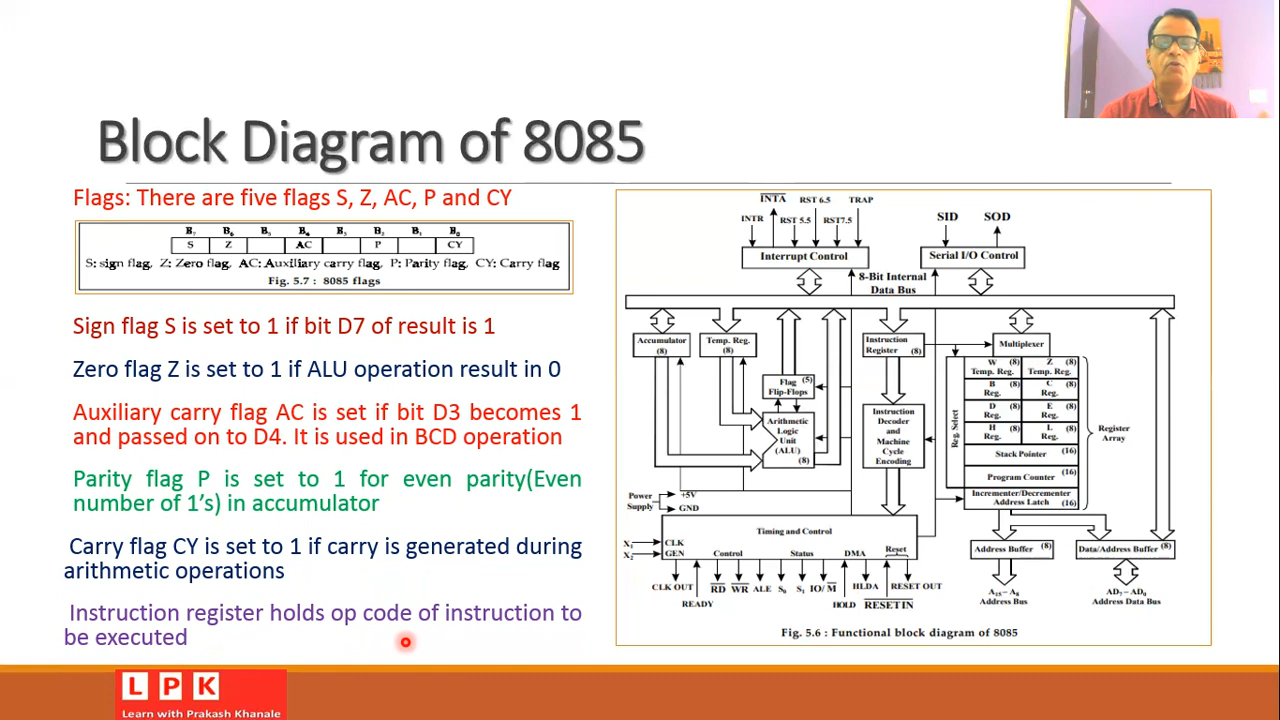 Block Diagram of 8085
Flags: There are five flags S, Z, AC, P and CY
B7 B6 B5 B4 B3 B2 B1 B0
S Z AC P CY
S: sign flag, Z: Zero flag, AC: Auxiliary carry flag, P: Parity flag, CY: Carry flag
Fig. 5.7 : 8085 flags
Sign flag S is set to 1 if bit D7 of result is 1
Zero flag Z is set to 1 if ALU operation result in 0
Auxiliary carry flag AC is set if bit D3 becomes 1
and passed on to D4. It is used in BCD operation
Parity flag P is set to 1 for even parity(Even
number of 1's) in accumulator
Carry flag CY is set to 1 if carry is generated during
arithmetic operations
Instruction register holds op code of instruction to
be executed
INTA RST 6.5 TRAP
INTR RST 5.5 RST7.5
SID SOD
Interrupt Control
Serial I/O Control
8-Bit Internal
Data Bus
Accumulator
(8)
Temp. Reg.
(8)
Instruction
Register (8)
Multiplexer
Flag (5)
Flip-Flops
Arithmetic
Logic
Unit
(ALU)
(8)
Instruction
Decoder
and
Machine
Cycle
Encoding
Reg. Select
W (8) Z (8)
Temp. Reg. Temp. Reg.
B (8) C (8)
Reg. Reg.
D (8) E (8)
Reg. Reg.
H (8) L (8)
Reg. Reg.
Stack Pointer (16)
Program Counter (16)
Incrementer/Decrementer
Address Latch (16)
Register
Array
Power
Supply
+5V
GND
Timing and Control
X1 CLK
X2 GEN
Control Status DMA Reset
CLK OUT RD WR ALE S0 S1 IO/M HLDA RESET OUT
READY HOLD RESET IN
Address Buffer (8)
Data/Address Buffer (8)
A15 – A8
Address Bus
AD7 – AD0
Address Data Bus
Fig. 5.6 : Functional block diagram of 8085
L P K
Learn with Prakash Khanale